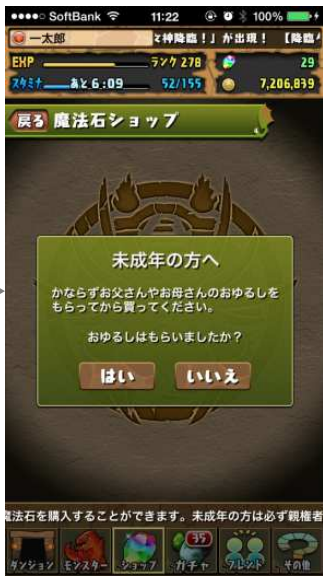 ●●●●○ SoftBank 11:22 100%
一太郎 と神降臨！」が出現！ 【降臨
EXP ランク 278 29
スタミナ あと 6:09 52/155 7,206,839
戻る 魔法石ショップ
未成年の方へ
かならずお父さんやお母さんのおゆるしを
もらってから買ってください。
おゆるしはもらいましたか？
はい いいえ
魔法石を購入することができます。未成年の方は必ず親権者
ダンジョン モンスター ショップ ガチャ フレンド その他
35